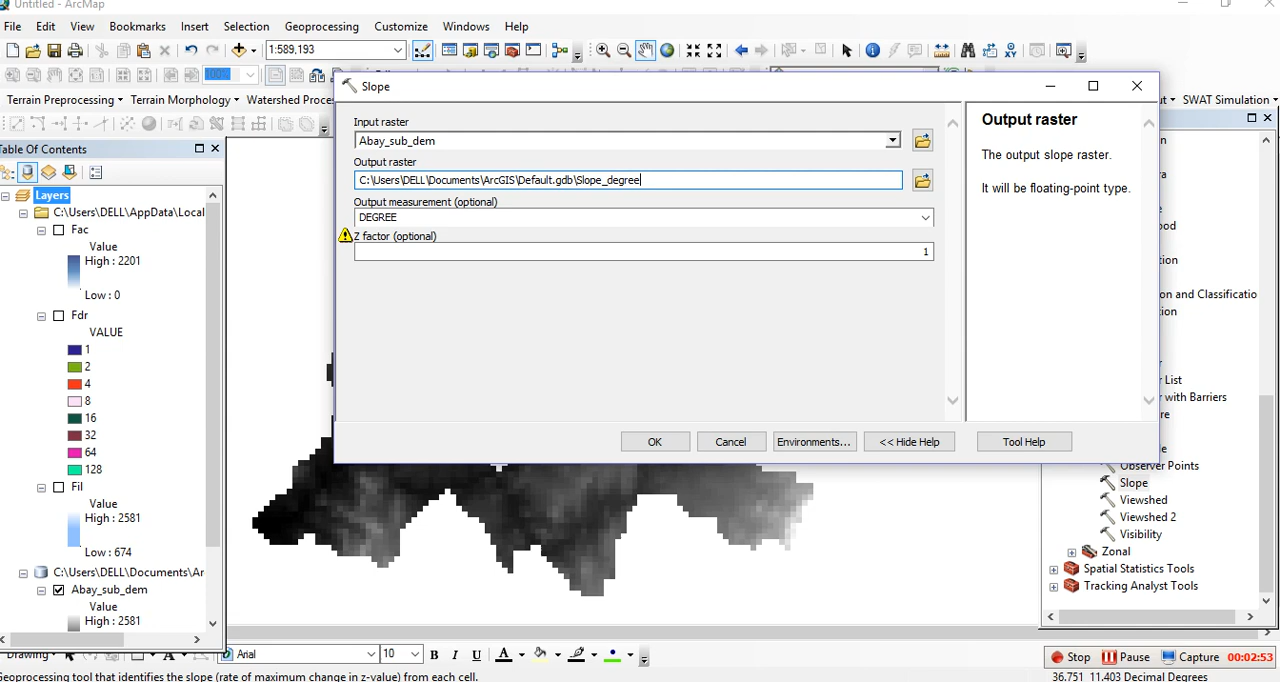 Untitled - ArcMap
File Edit View Bookmarks Insert Selection Geoprocessing Customize Windows Help
1:589,193
100%
Slope
Terrain Preprocessing Terrain Morphology Watershed Proce
SWAT Simulation
Table Of Contents
Layers
C:\Users\DELL\AppData\Local
Fac
Value
High : 2201
Low : 0
Fdr
VALUE
1
2
4
8
16
32
64
128
Fil
Value
High : 2581
Low : 674
C:\Users\DELL\Documents\Ar
Abay_sub_dem
Value
High : 2581
Input raster
Abay_sub_dem
Output raster
C:\Users\DELL\Documents\ArcGIS\Default.gdb\Slope_degree
Output measurement (optional)
DEGREE
Z factor (optional)
1
OK Cancel Environments... << Hide Help Tool Help
Output raster
The output slope raster.
It will be floating-point type.
on and Classificatio
r List
r with Barriers
Observer Points
Slope
Viewshed
Viewshed 2
Visibility
Zonal
Spatial Statistics Tools
Tracking Analyst Tools
Drawing Arial 10 B I U A
Stop Pause Capture 00:02:53
Geoprocessing tool that identifies the slope (rate of maximum change in z-value) from each cell.
36.751 11.403 Decimal Degrees